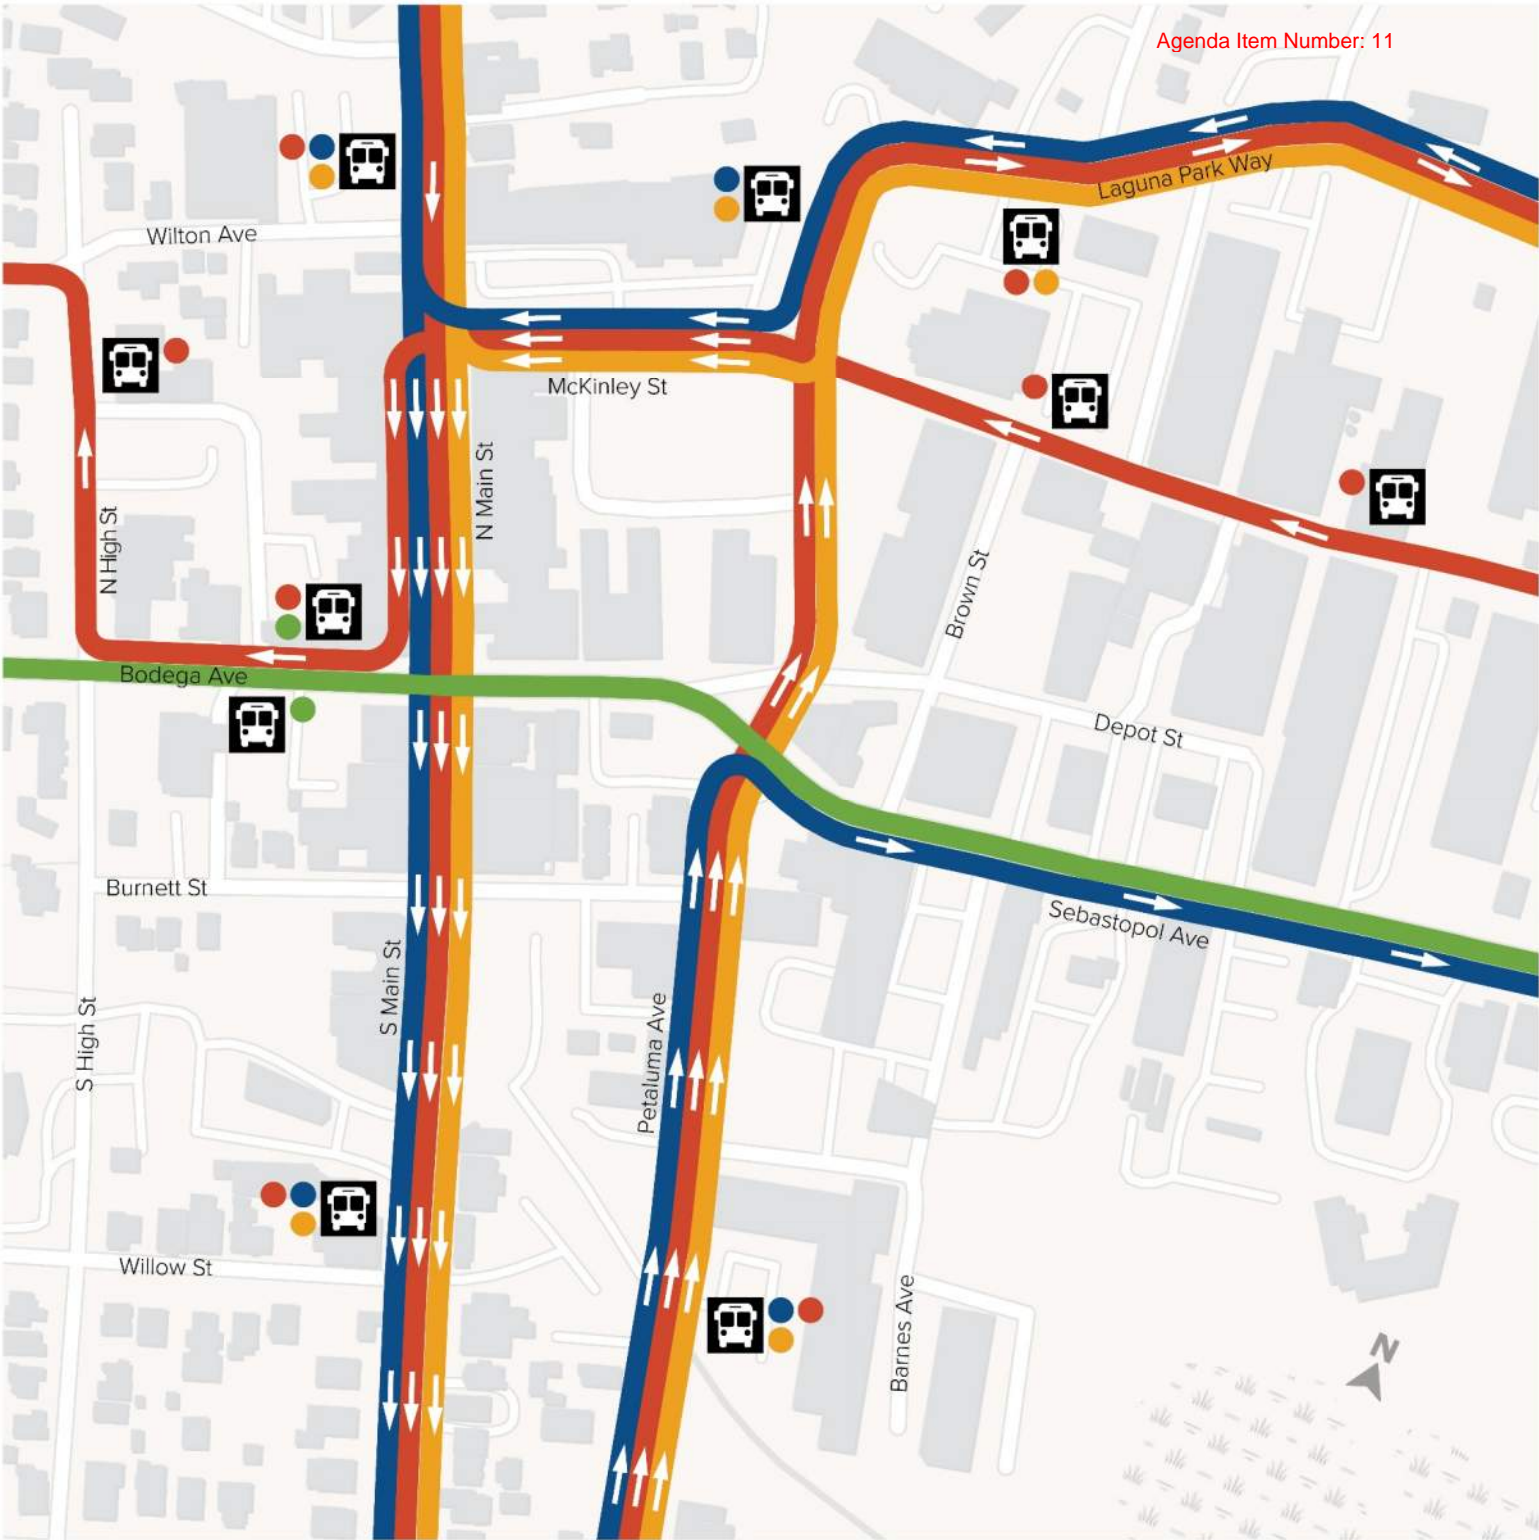 Agenda Item Number: 11
Laguna Park Way
Wilton Ave
McKinley St
N Main St
N High St
Brown St
Bodega Ave
Depot St
Burnett St
Sebastopol Ave
S Main St
S High St
Petaluma Ave
Willow St
Barnes Ave
N